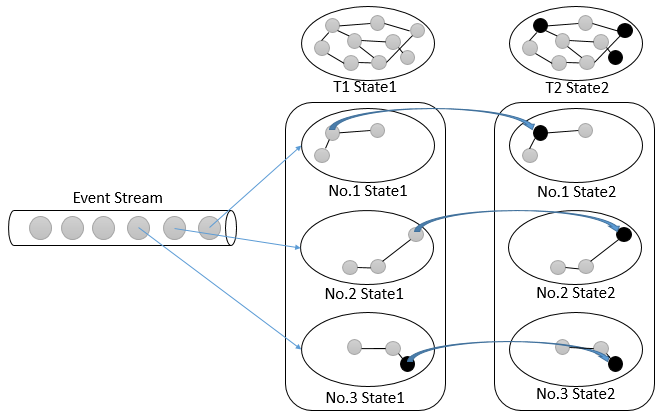 T1 State1
T2 State2
Event Stream
No.1 State1
No.1 State2
No.2 State1
No.2 State2
No.3 State1
No.3 State2